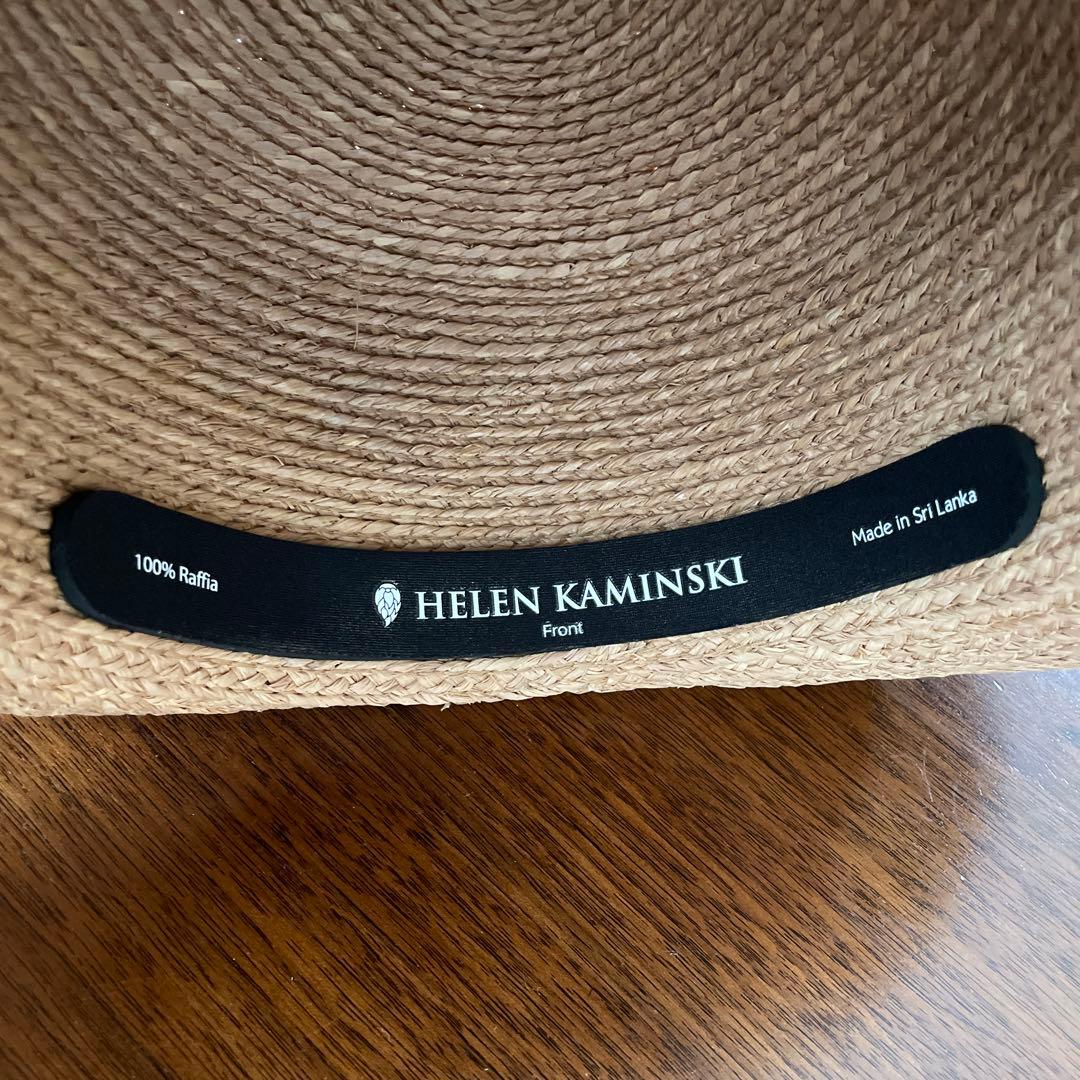 100% Raffia
HELEN KAMINSKI
Front
Made in Sri Lanka